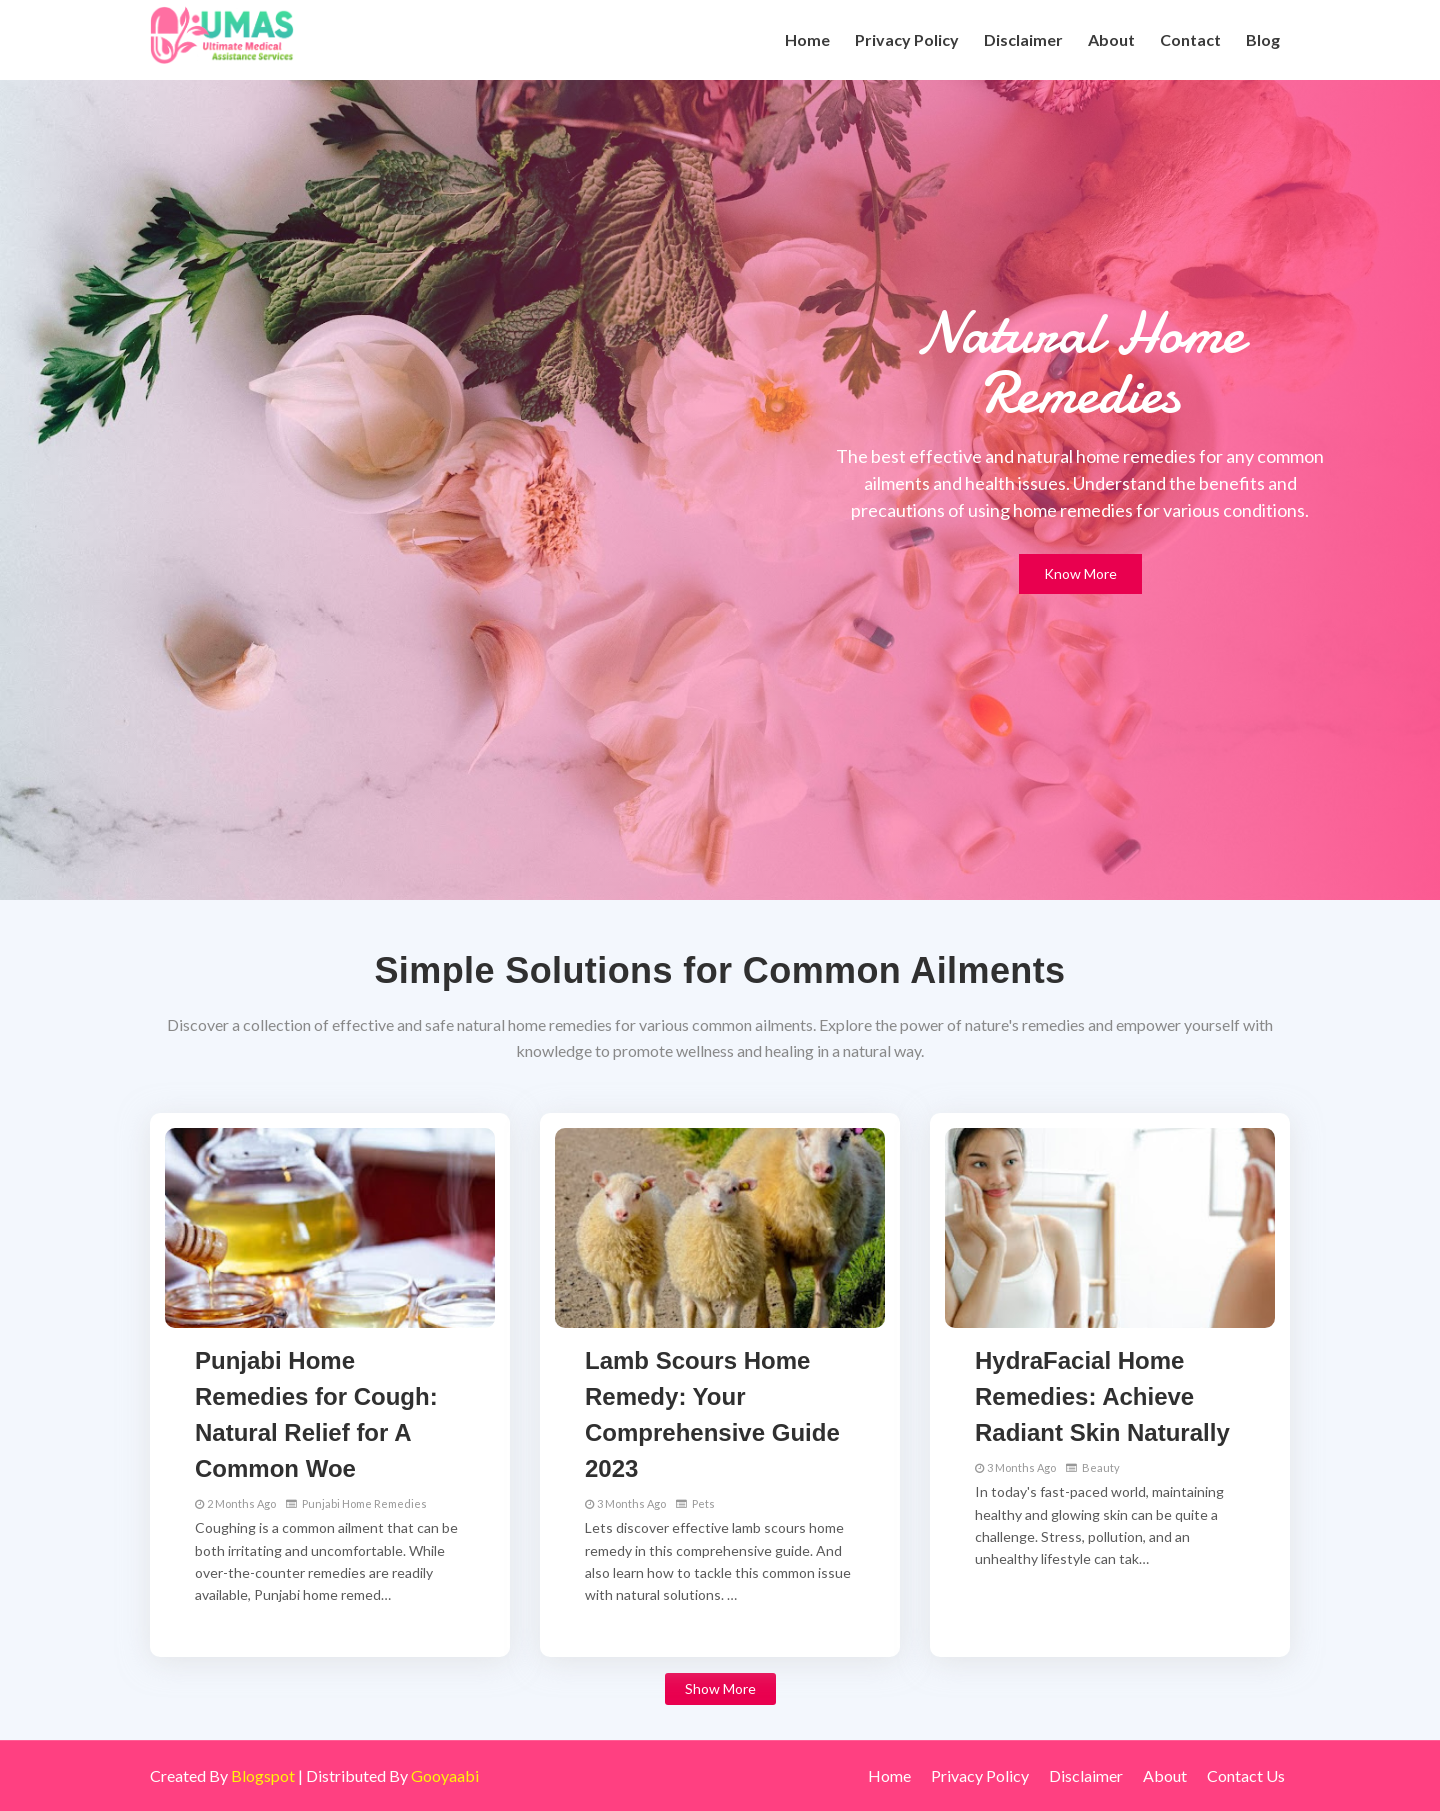 UMAS
Ultimate Medical
Assistance Services
Home Privacy Policy Disclaimer About Contact Blog
Natural Home
Remedies
The best effective and natural home remedies for any common
ailments and health issues. Understand the benefits and
precautions of using home remedies for various conditions.
Know More
Simple Solutions for Common Ailments
Discover a collection of effective and safe natural home remedies for various common ailments. Explore the power of nature's remedies and empower yourself with
knowledge to promote wellness and healing in a natural way.
Punjabi Home
Remedies for Cough:
Natural Relief for A
Common Woe
2 Months Ago Punjabi Home Remedies
Coughing is a common ailment that can be
both irritating and uncomfortable. While
over-the-counter remedies are readily
available, Punjabi home remed…
Lamb Scours Home
Remedy: Your
Comprehensive Guide
2023
3 Months Ago Pets
Lets discover effective lamb scours home
remedy in this comprehensive guide. And
also learn how to tackle this common issue
with natural solutions. …
HydraFacial Home
Remedies: Achieve
Radiant Skin Naturally
3 Months Ago Beauty
In today's fast-paced world, maintaining
healthy and glowing skin can be quite a
challenge. Stress, pollution, and an
unhealthy lifestyle can tak…
Show More
Created By Blogspot | Distributed By Gooyaabi
Home Privacy Policy Disclaimer About Contact Us